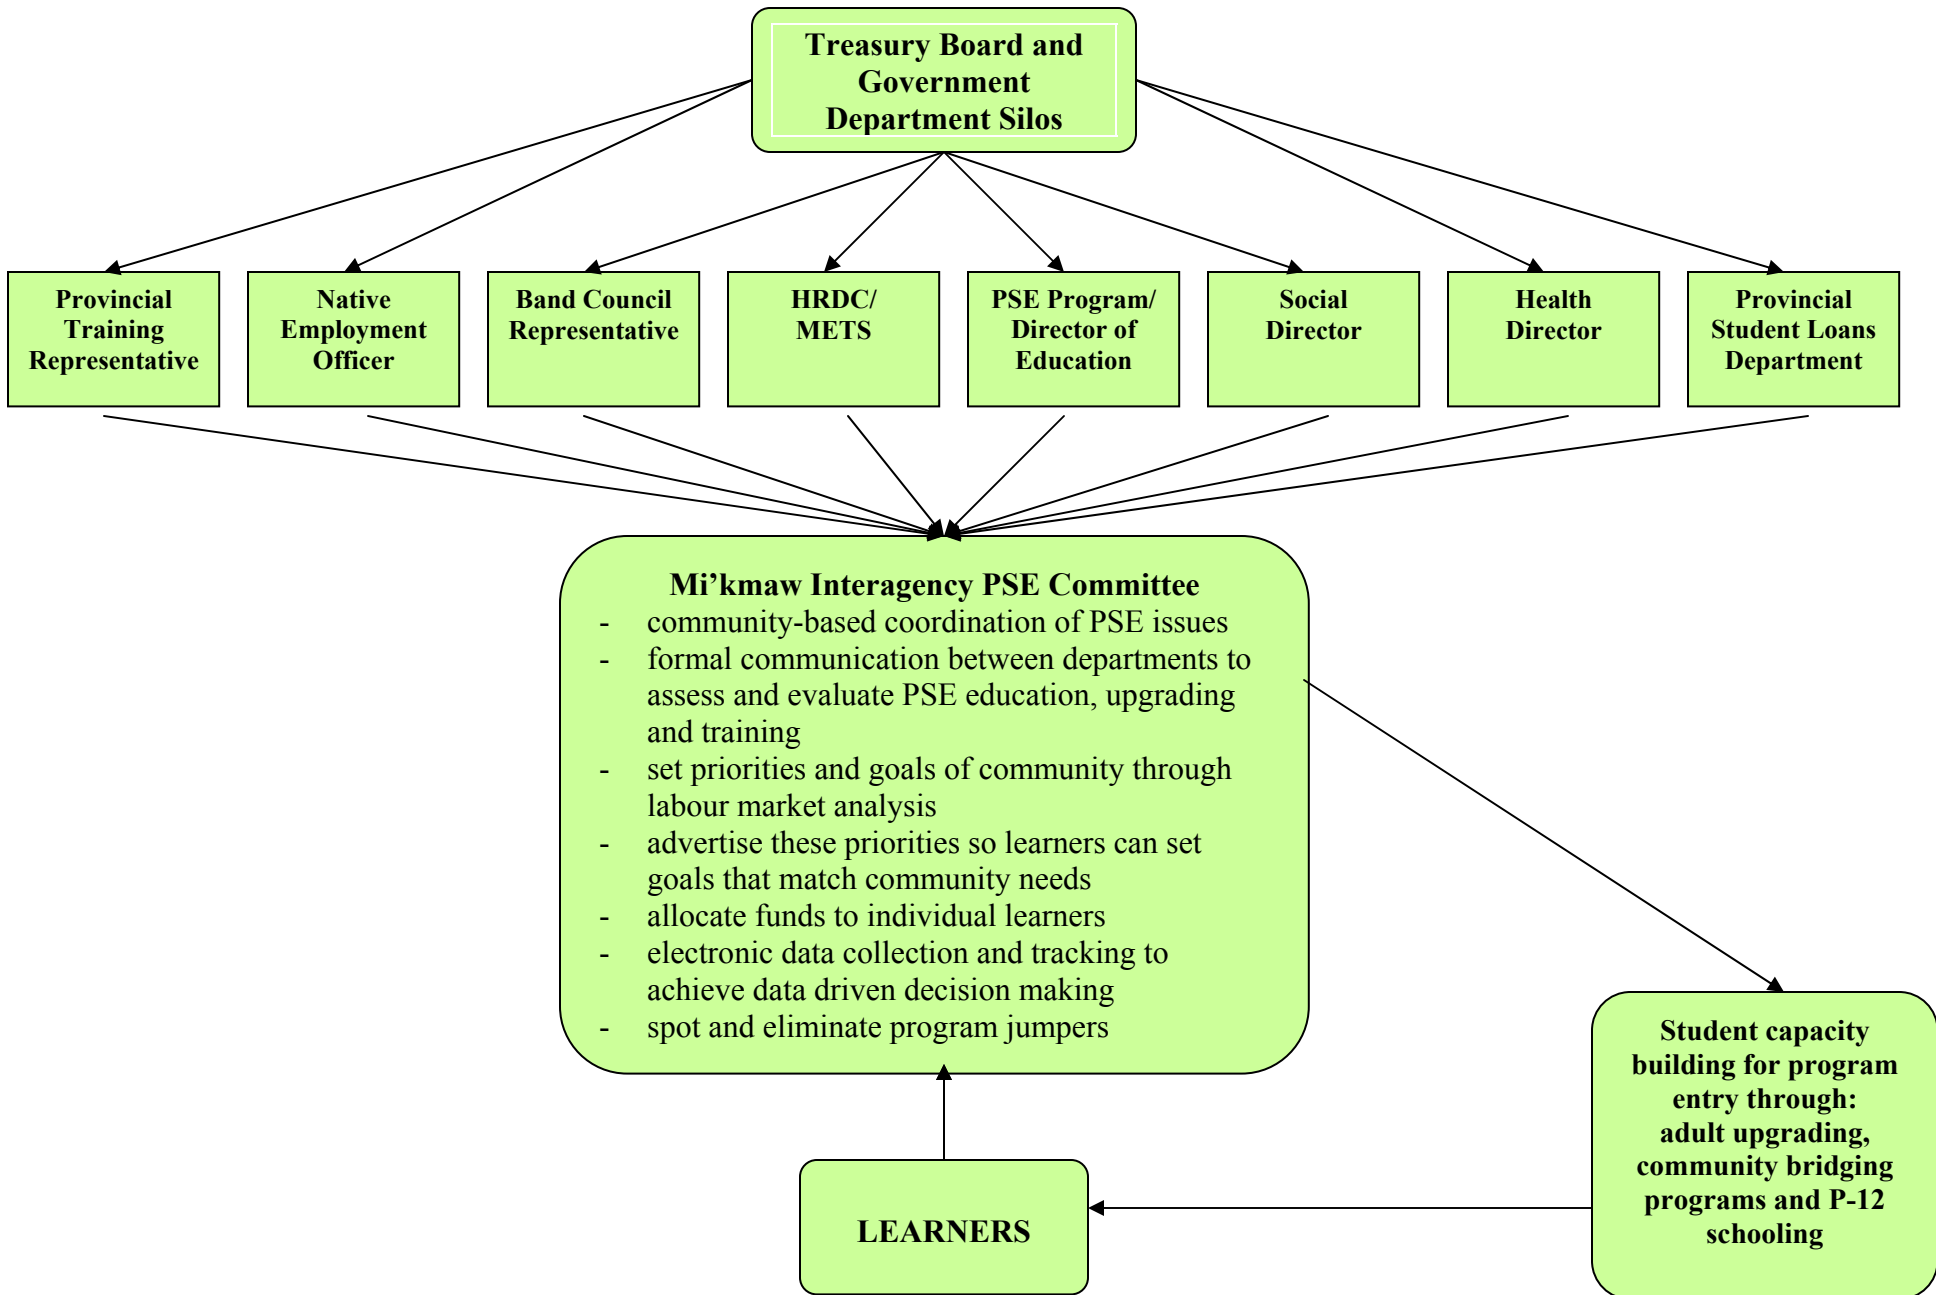 Treasury Board and
Government
Department Silos
Provincial
Training
Representative
Native
Employment
Officer
Band Council
Representative
HRDC/
METS
PSE Program/
Director of
Education
Social
Director
Health
Director
Provincial
Student Loans
Department
Mi’kmaw Interagency PSE Committee
- community-based coordination of PSE issues
- formal communication between departments to
assess and evaluate PSE education, upgrading
and training
- set priorities and goals of community through
labour market analysis
- advertise these priorities so learners can set
goals that match community needs
- allocate funds to individual learners
- electronic data collection and tracking to
achieve data driven decision making
- spot and eliminate program jumpers
Student capacity
building for program
entry through:
adult upgrading,
community bridging
programs and P-12
schooling
LEARNERS